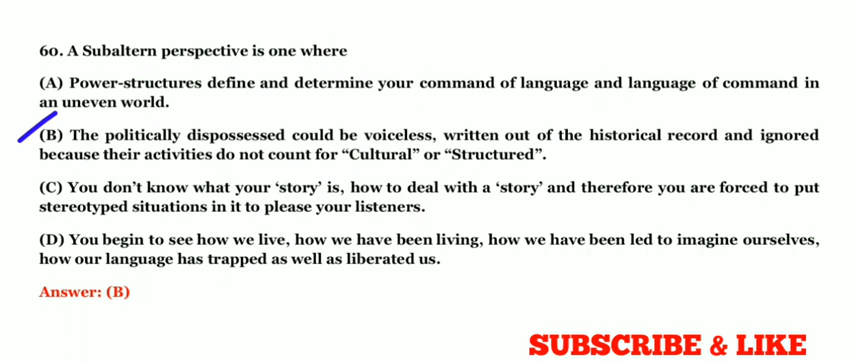 60. A Subaltern perspective is one where
(A) Power-structures define and determine your command of language and language of command in
an uneven world.
(B) The politically dispossessed could be voiceless, written out of the historical record and ignored
because their activities do not count for “Cultural” or “Structured”.
(C) You don’t know what your ‘story’ is, how to deal with a ‘story’ and therefore you are forced to put
stereotyped situations in it to please your listeners.
(D) You begin to see how we live, how we have been living, how we have been led to imagine ourselves,
how our language has trapped as well as liberated us.
Answer: (B)
SUBSCRIBE & LIKE